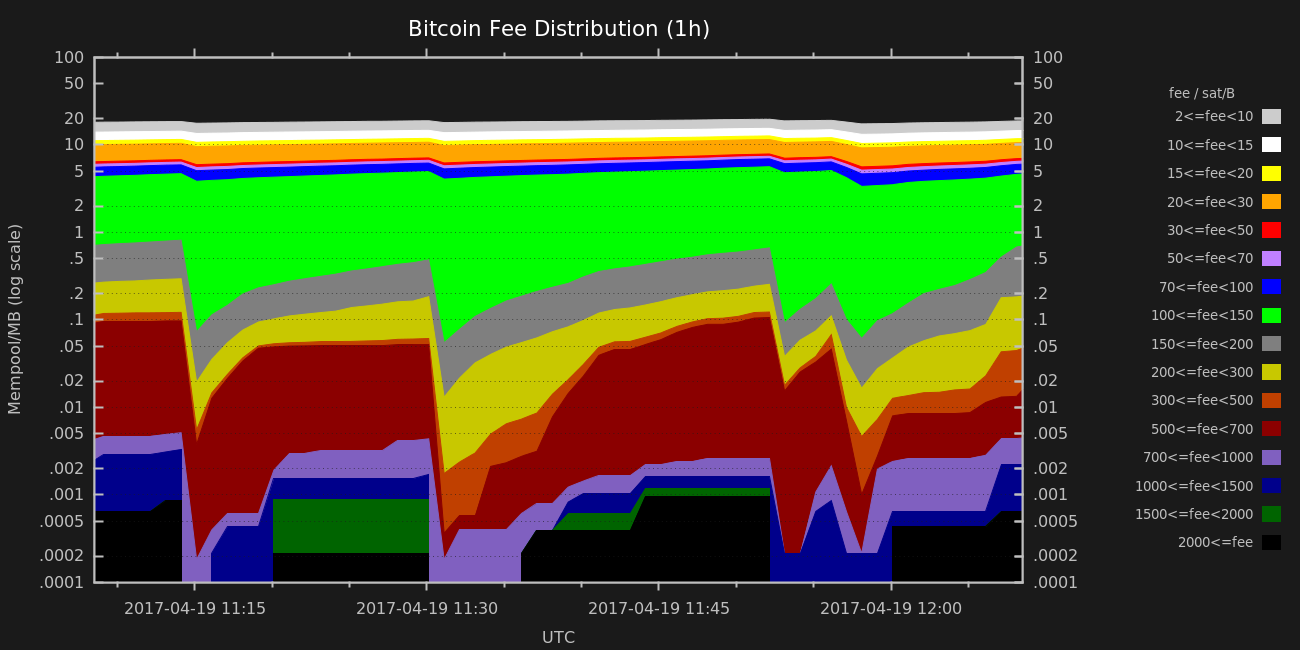 Bitcoin Fee Distribution (1h)
Mempool/MB (log scale)
100
50
20
10
5
2
1
.5
.2
.1
.05
.02
.01
.005
.002
.001
.0005
.0002
.0001
100
50
20
10
5
2
1
.5
.2
.1
.05
.02
.01
.005
.002
.001
.0005
.0002
.0001
2017-04-19 11:15
2017-04-19 11:30
2017-04-19 11:45
2017-04-19 12:00
UTC
fee / sat/B
2<=fee<10
10<=fee<15
15<=fee<20
20<=fee<30
30<=fee<50
50<=fee<70
70<=fee<100
100<=fee<150
150<=fee<200
200<=fee<300
300<=fee<500
500<=fee<700
700<=fee<1000
1000<=fee<1500
1500<=fee<2000
2000<=fee